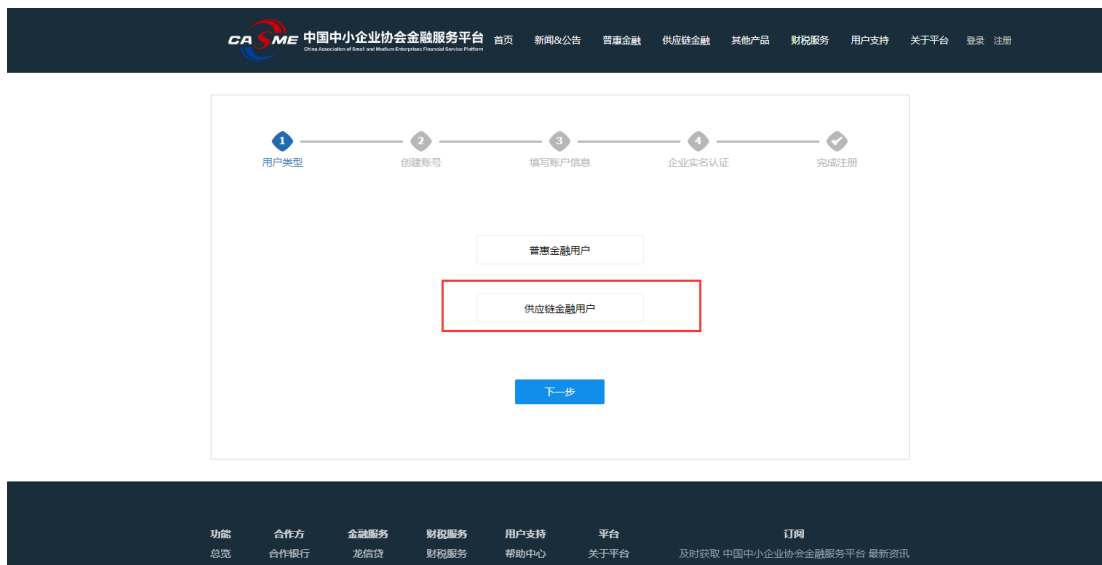 CASME 中国中小企业协会金融服务平台 首页 新闻&公告 普惠金融 供应链金融 其他产品 财税服务 用户支持 关于平台 登录 注册
China Association of Small and Medium Enterprises Financial Service Platform
1 2 3 4
用户类型 创建账号 填写账户信息 企业实名认证 完成注册
普惠金融用户
供应链金融用户
下一步
功能 合作方 金融服务 财税服务 用户支持 平台 订阅
总览 合作银行 龙信贷 财税服务 帮助中心 关于平台 及时获取 中国中小企业协会金融服务平台 最新资讯